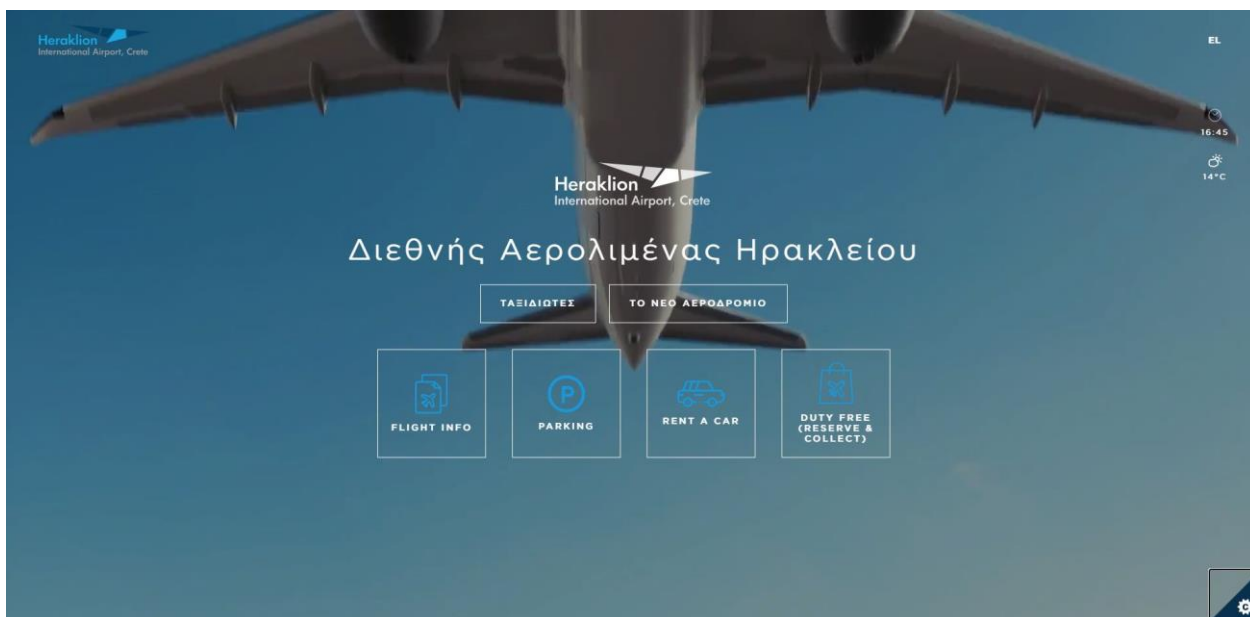 Heraklion
International Airport, Crete
EL
16:45
14°C
Heraklion
International Airport, Crete
Διεθνής Αερολιμένας Ηρακλείου
ΤΑΞΙΔΙΩΤΕΣ
ΤΟ ΝΕΟ ΑΕΡΟΔΡΟΜΙΟ
FLIGHT INFO
P
PARKING
RENT A CAR
DUTY FREE
(RESERVE &
COLLECT)